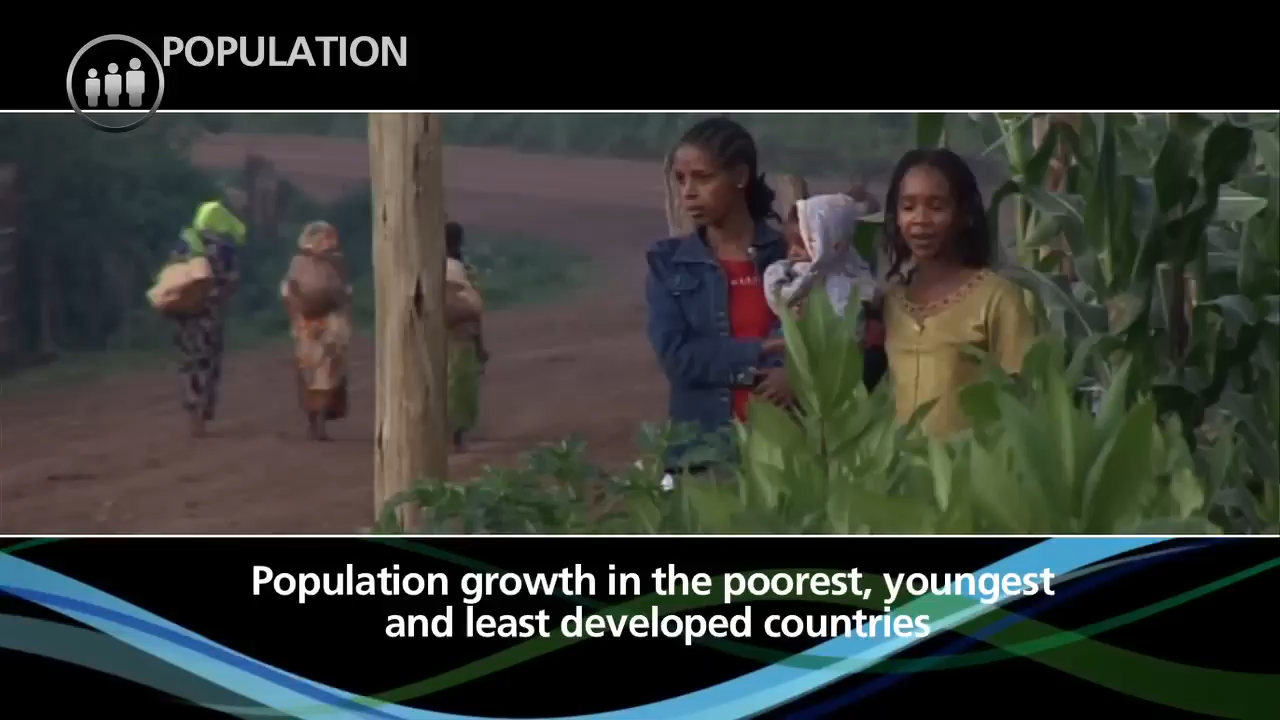 POPULATION
Population growth in the poorest, youngest
and least developed countries